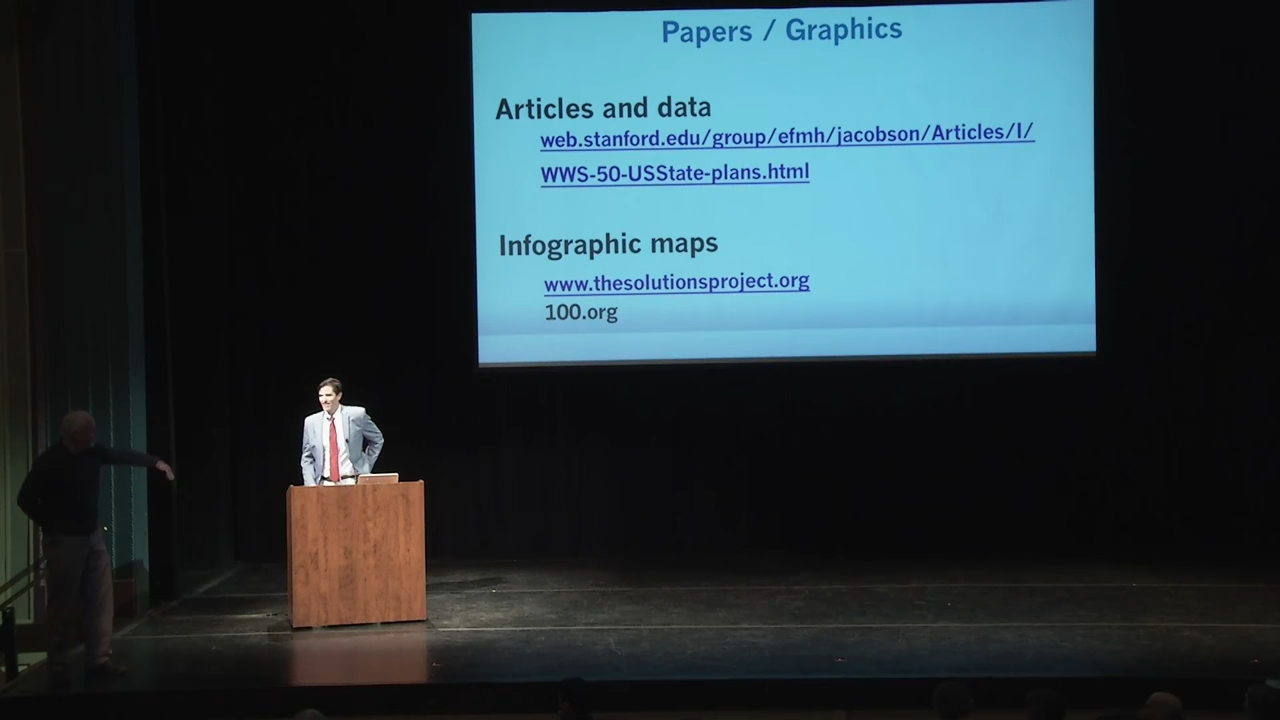 Papers / Graphics
Articles and data
web.stanford.edu/group/efmh/jacobson/Articles/I/
WWS-50-USState-plans.html
Infographic maps
www.thesolutionsproject.org
100.org